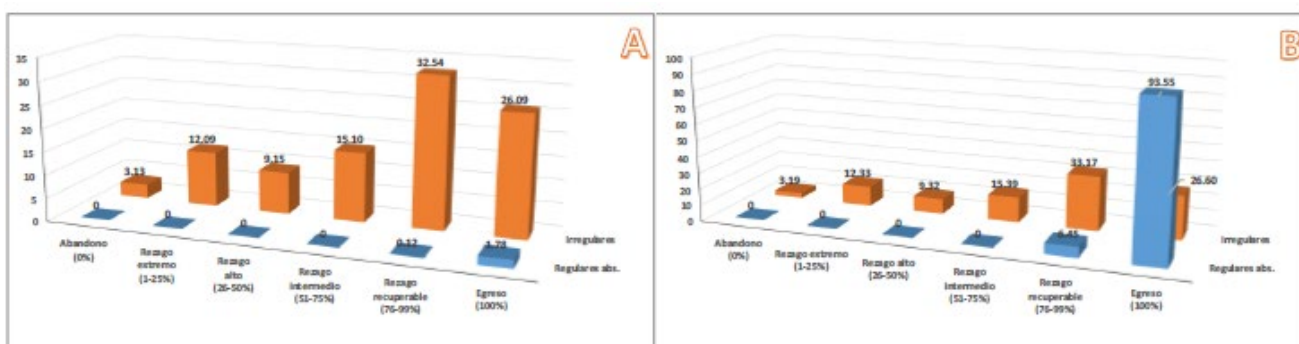 A
35
30
25
20
15
10
5
0
3.13
12.09
9.15
15.10
32.54
26.09
0
0
0
0
0.12
1.78
Abandono
(0%)
Rezago
extremo
(1-25%)
Rezago
alto
(26-50%)
Rezago
intermedio
(51-75%)
Rezago
recuperable
(76-99%)
Egreso
(100%)
Irregulares
Regulares abs.
B
100
90
80
70
60
50
40
30
20
10
0
3.19
12.33
9.32
15.39
33.17
26.60
0
0
0
0
6.45
93.55
Abandono
(0%)
Rezago extremo
(1-25%)
Rezago alto
(26-50%)
Rezago
intermedio
(51-75%)
Rezago
recuperable
(76-99%)
Egreso
(100%)
Irregulares
Regulares abs.